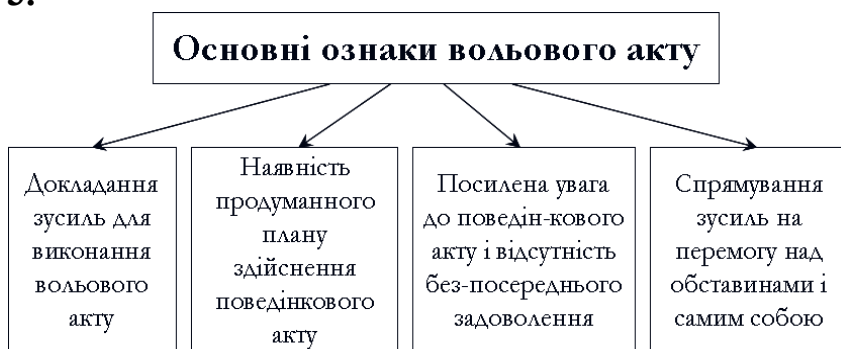 Основні ознаки вольового акту
Докладання
зусиль для
виконання
вольового
акту
Наявність
продуманного
плану
здійснення
поведінкового
акту
Посилена увага
до поведін-кового
акту і відсутність
без-посереднього
задоволення
Спрямування
зусиль на
перемогу над
обставинами і
самим собою